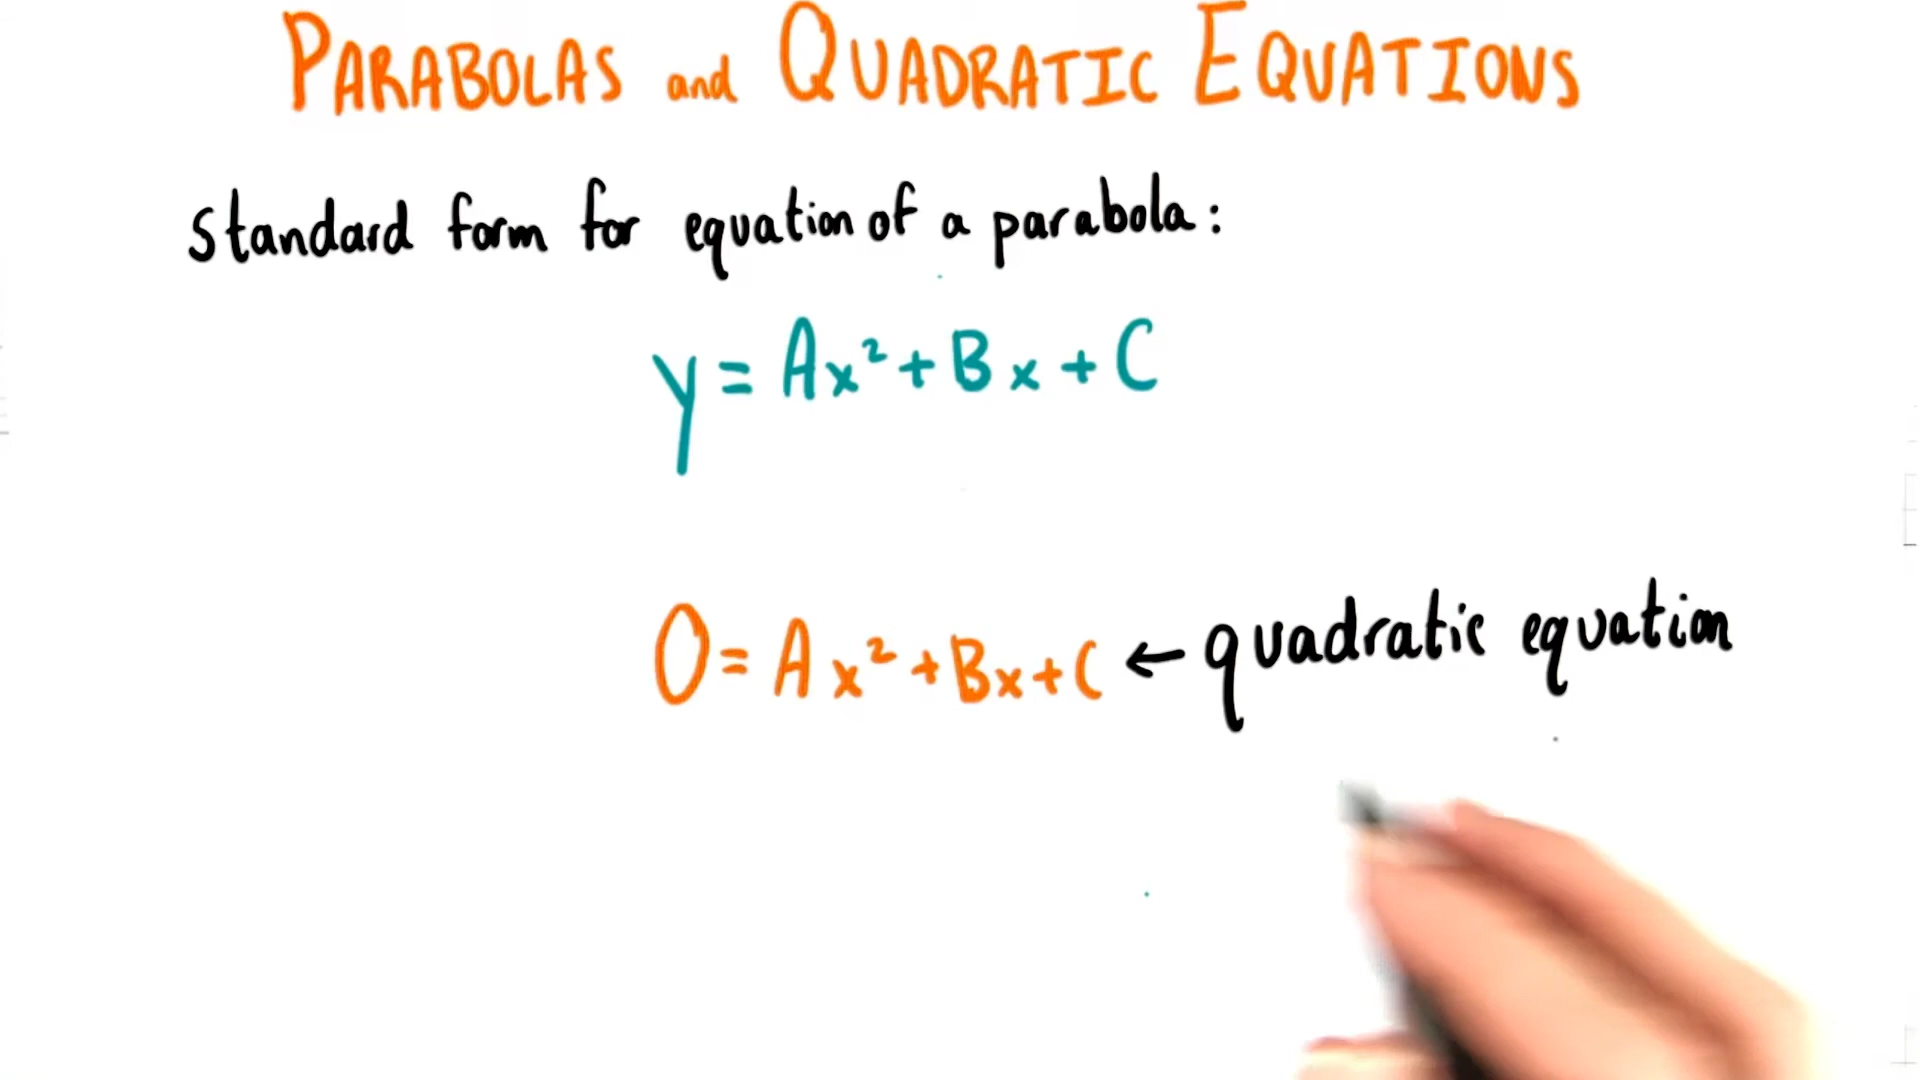 PARABOLAS and QUADRATIC EQUATIONS
standard form for equation of a parabola:
y = Ax² + Bx + C
0 = Ax² + Bx + C ← quadratic equation